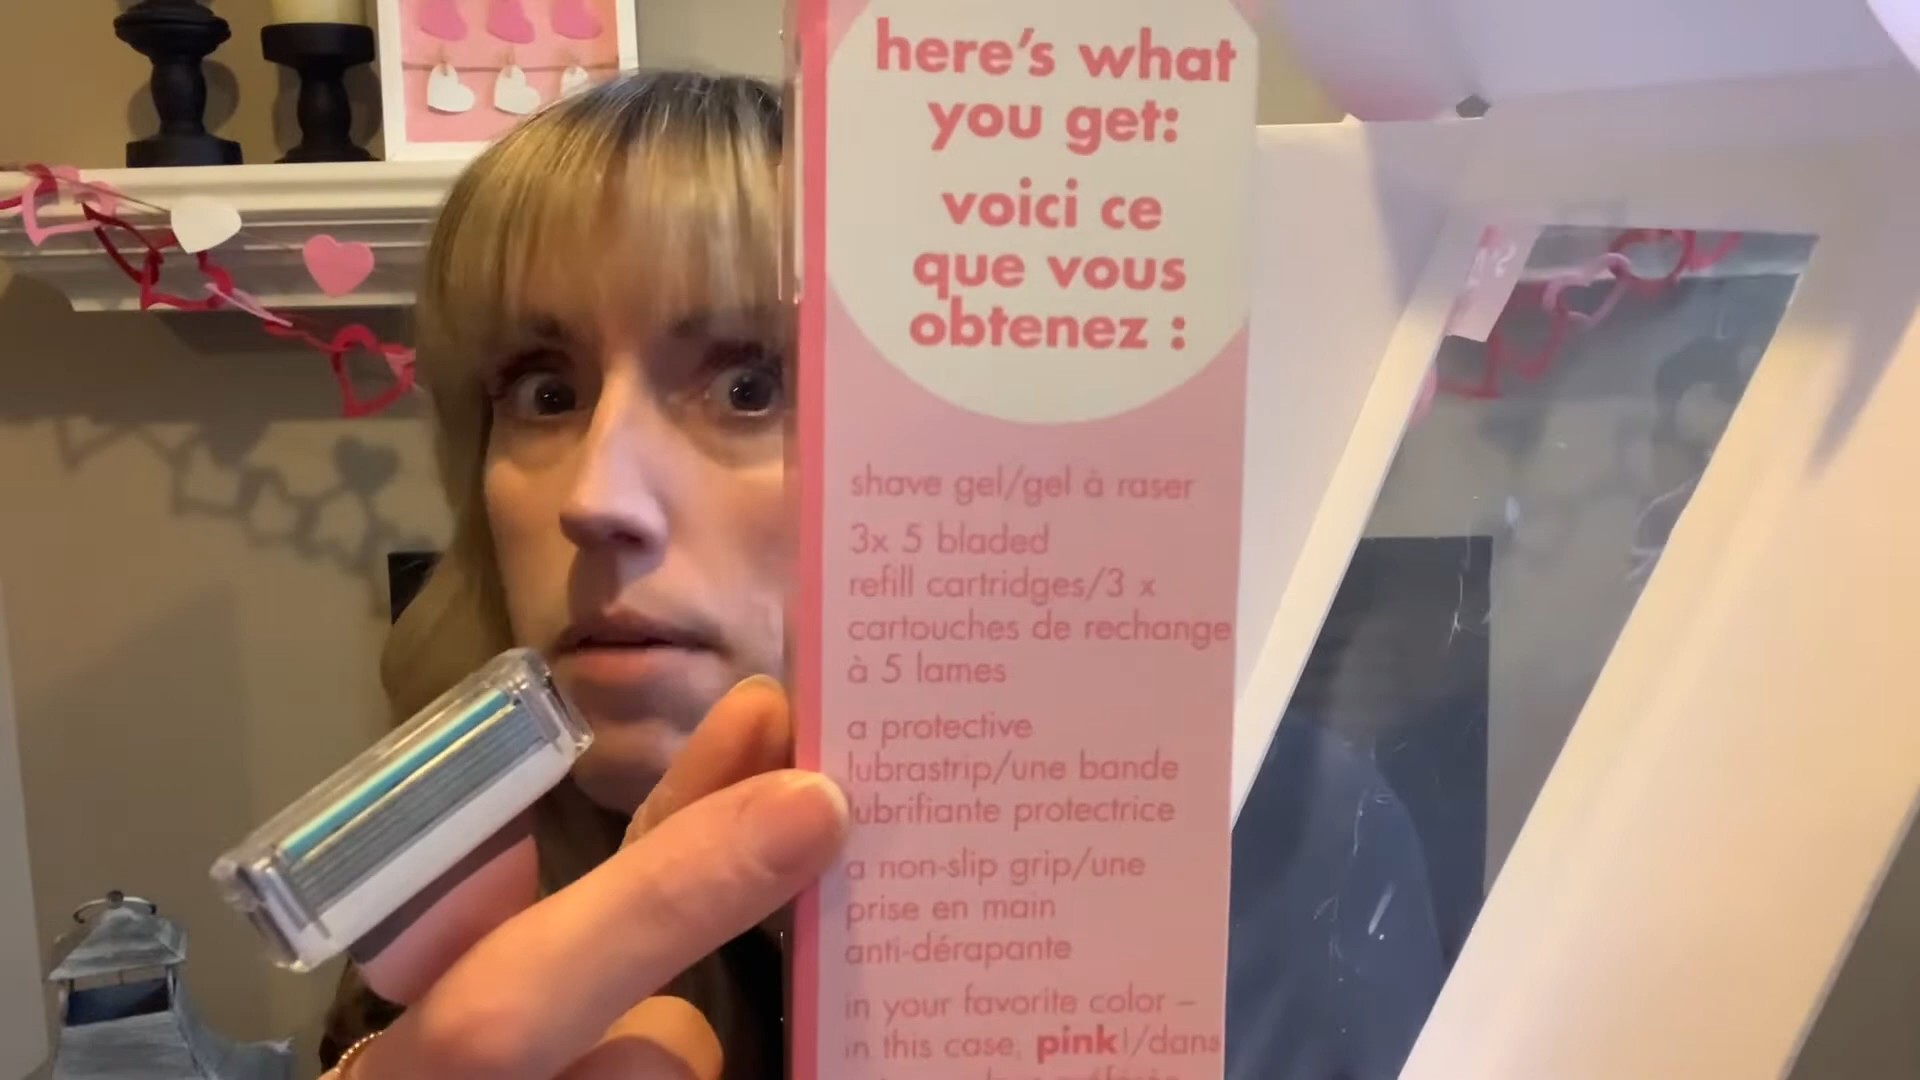 here's what
you get:
voici ce
que vous
obtenez :
shave gel/gel à raser
3x 5 bladed
refill cartridges/3 x
cartouches de rechange
à 5 lames
a protective
lubrastrip/une bande
lubrifiante protectrice
a non-slip grip/une
prise en main
anti-dérapante
in your favorite color –
in this case, pink!/dans